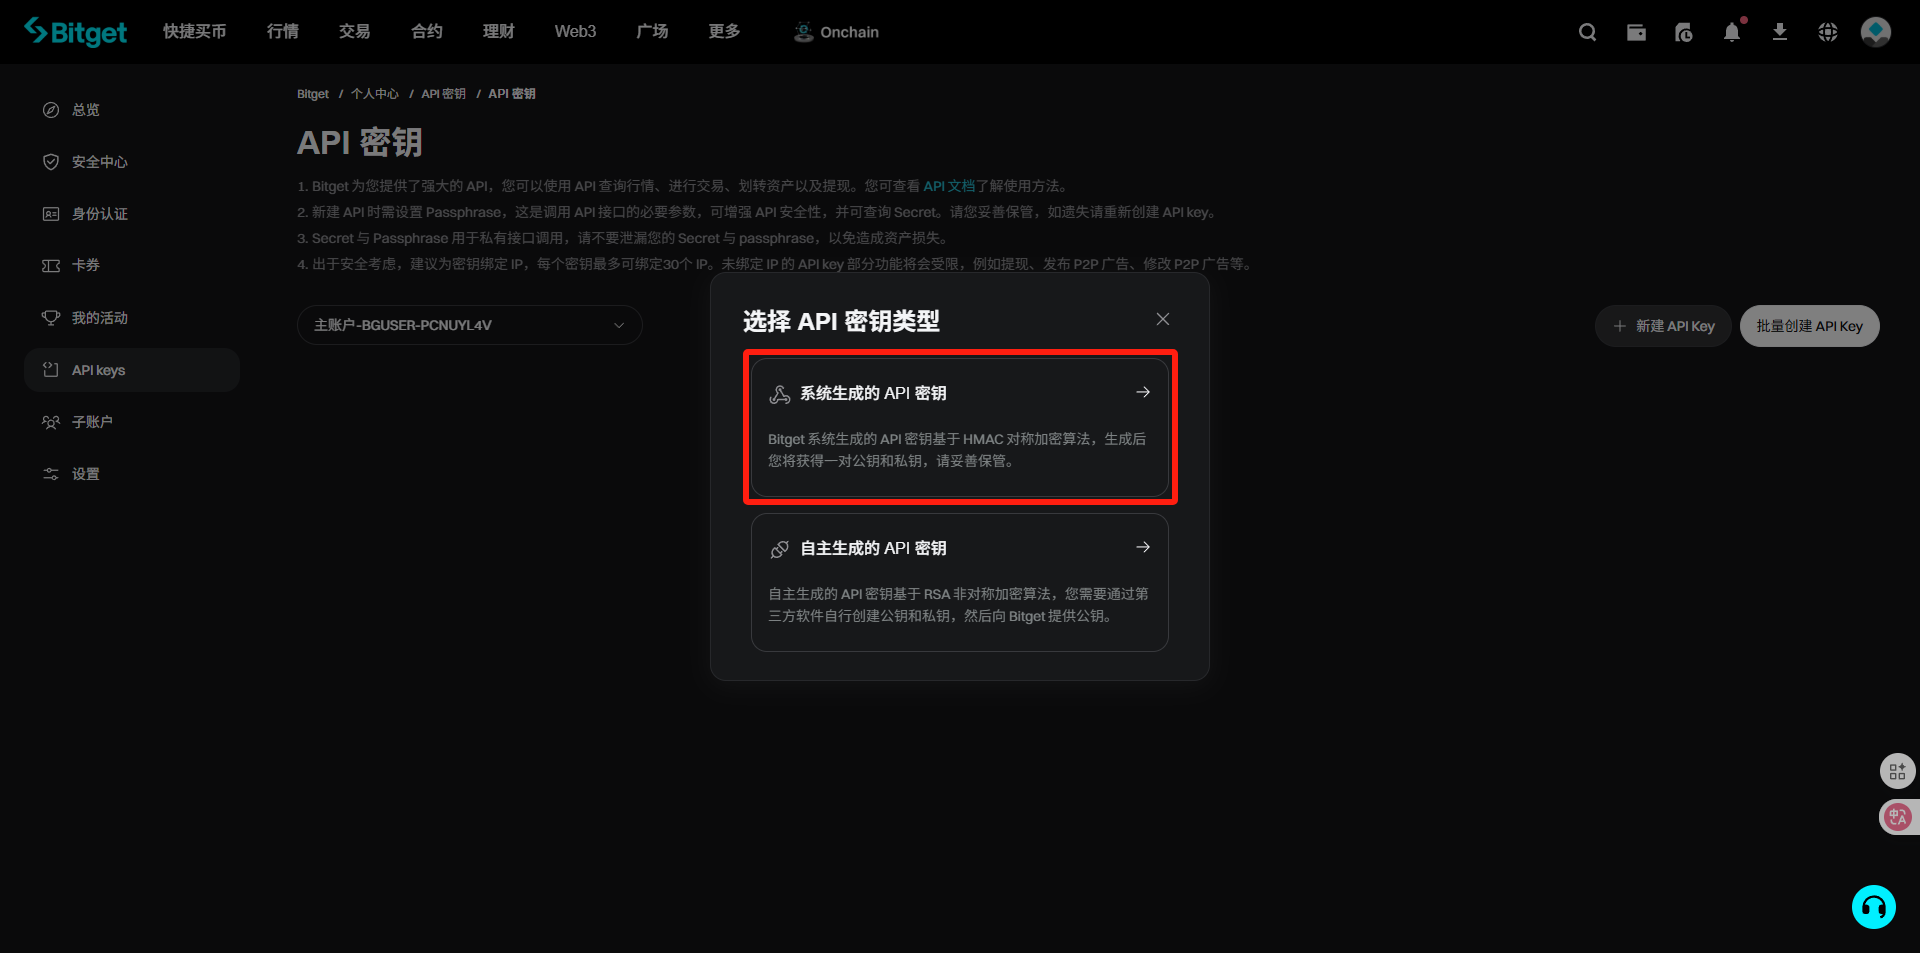 Bitget 快捷买币 行情 交易 合约 理财 Web3 广场 更多 Onchain
总览
安全中心
身份认证
卡券
我的活动
API keys
子账户
设置
Bitget / 个人中心 / API 密钥 / API 密钥
API 密钥
1. Bitget 为您提供了强大的 API，您可以使用 API 查询行情、进行交易、划转资产以及提现。您可查看 API 文档了解使用方法。
2. 新建 API 时需设置 Passphrase，这是调用 API 接口的必要参数，可增强 API 安全性，并可查询 Secret。请您妥善保管，如遗失请重新创建 API key。
3. Secret 与 Passphrase 用于私有接口调用，请不要泄漏您的 Secret 与 passphrase，以免造成资产损失。
4. 出于安全考虑，建议为密钥绑定 IP，每个密钥最多可绑定30个 IP。未绑定 IP 的 API key 部分功能将会受限，例如提现、发布 P2P 广告、修改 P2P 广告等。
主账户-BGUSER-PCNUYL4V
新建 API Key
批量创建 API Key
选择 API 密钥类型
系统生成的 API 密钥
Bitget 系统生成的 API 密钥基于 HMAC 对称加密算法，生成后
您将获得一对公钥和私钥，请妥善保管。
自主生成的 API 密钥
自主生成的 API 密钥基于 RSA 非对称加密算法，您需要通过第
三方软件自行创建公钥和私钥，然后向 Bitget 提供公钥。
中A